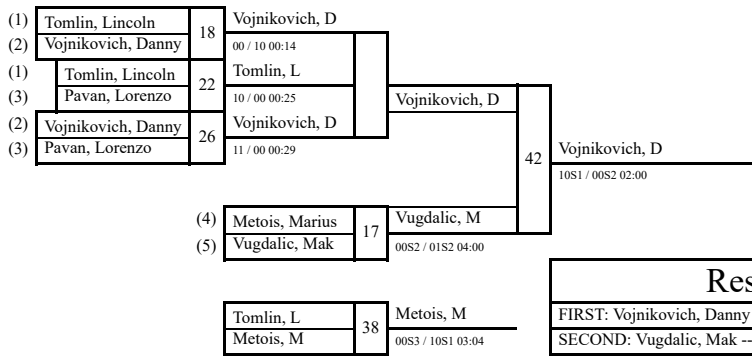 (1) Tomlin, Lincoln 18 Vojnikovich, D
(2) Vojnikovich, Danny 00 / 10 00:14
(1) Tomlin, Lincoln 22 Tomlin, L
(3) Pavan, Lorenzo 10 / 00 00:25
Vojnikovich, D
(2) Vojnikovich, Danny 26 Vojnikovich, D
(3) Pavan, Lorenzo 11 / 00 00:29
42 Vojnikovich, D
10S1 / 00S2 02:00
(4) Metois, Marius 17 Vugdalic, M
(5) Vugdalic, Mak 00S2 / 01S2 04:00
Res
Tomlin, L 38 Metois, M
Metois, M 00S3 / 10S1 03:04
FIRST: Vojnikovich, Danny
SECOND: Vugdalic, Mak --